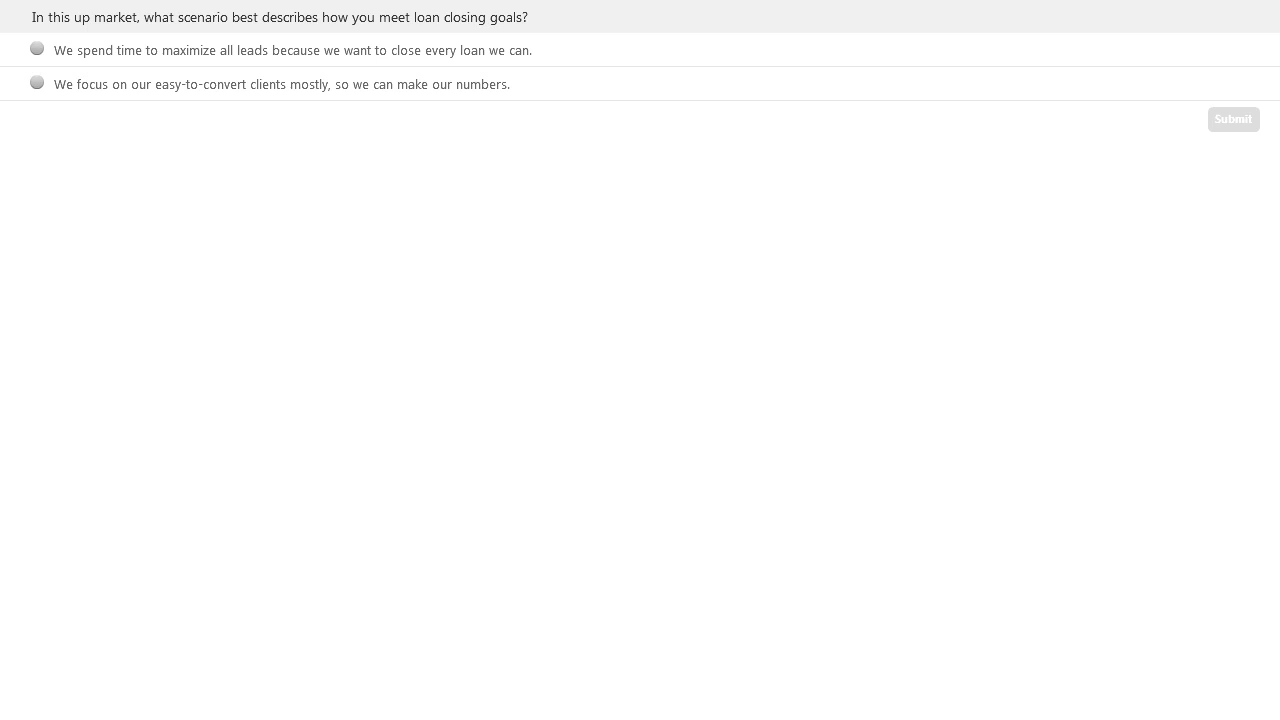 In this up market, what scenario best describes how you meet loan closing goals?
We spend time to maximize all leads because we want to close every loan we can.
We focus on our easy-to-convert clients mostly, so we can make our numbers.
Submit